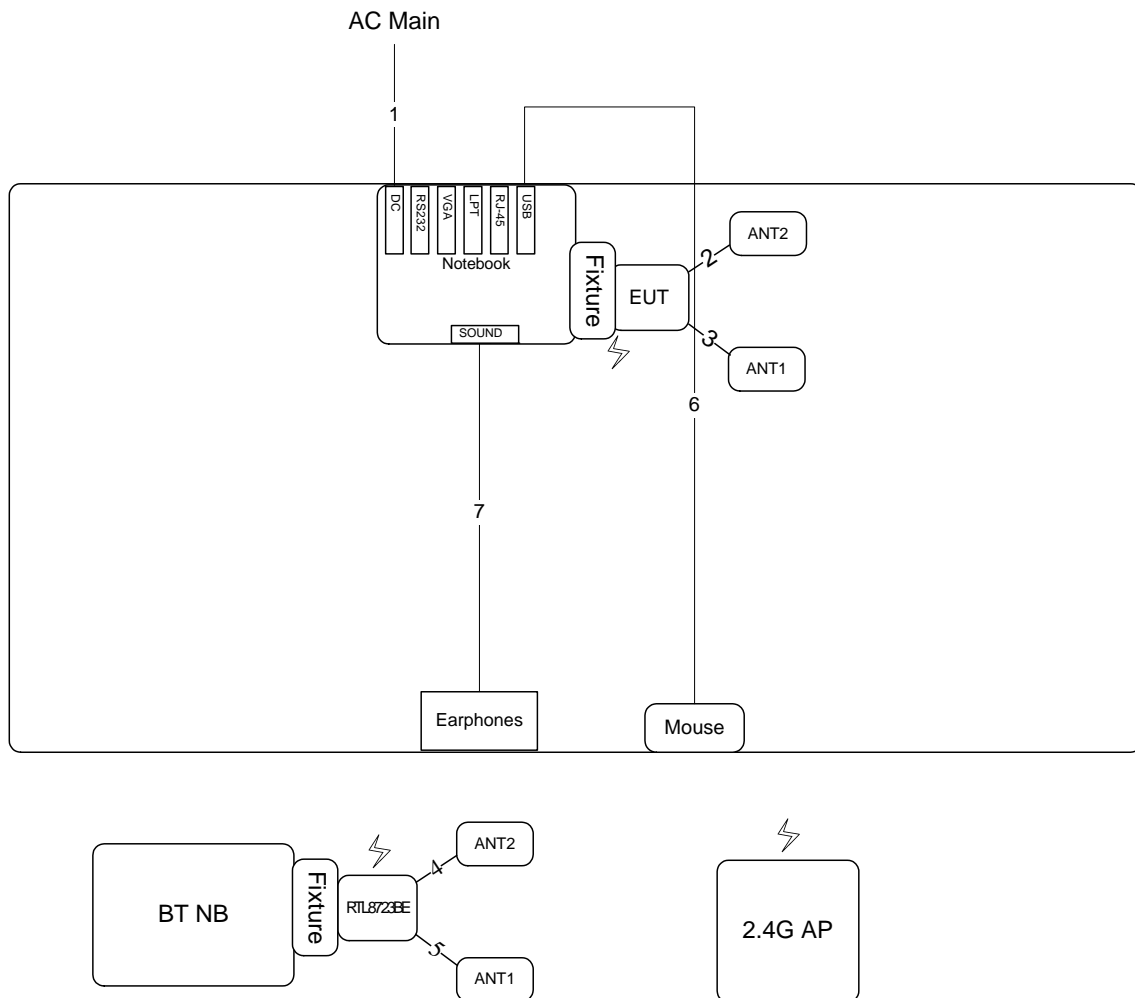 AC Main
1
DC
RS232
VGA
LPT
RJ-45
USB
Notebook
SOUND
Fixture
EUT
2
ANT2
3
ANT1
6
7
Earphones
Mouse
BT NB
Fixture
RTL8723BE
4
ANT2
5
ANT1
2.4G AP